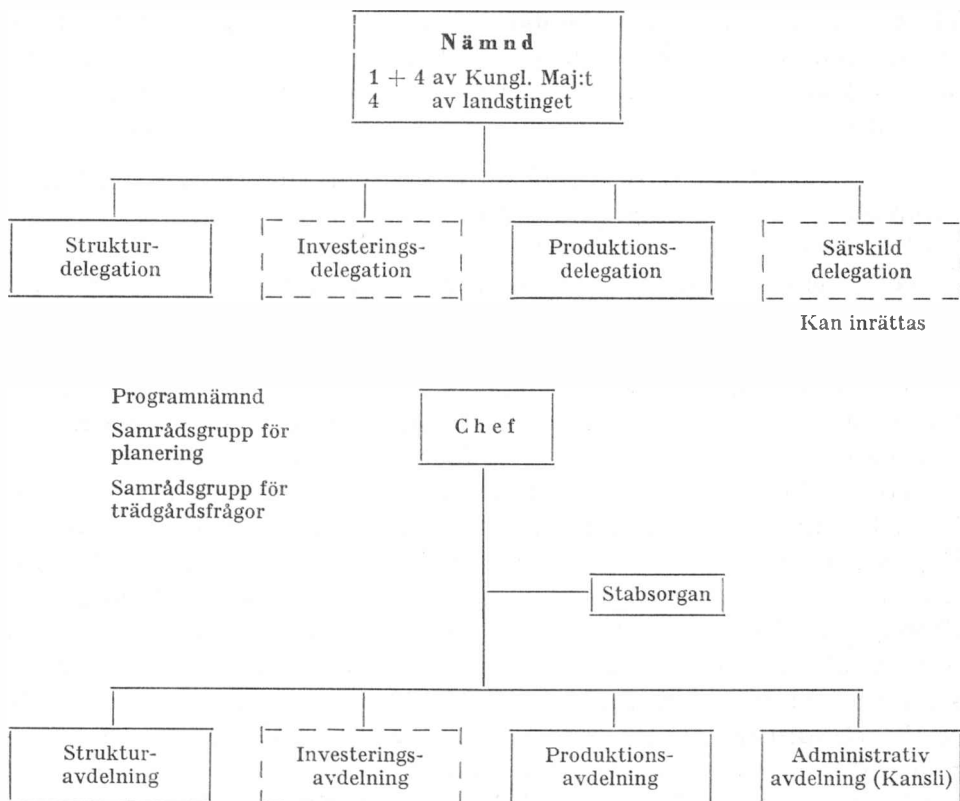 Nämnd
1 + 4 av Kungl. Maj:t
4 av landstinget
Struktur-
delegation
Investerings-
delegation
Produktions-
delegation
Särskild
delegation
Kan inrättas
Programnämnd
Samrådsgrupp för
planering
Samrådsgrupp för
trädgårdsfrågor
Chef
Stabsorgan
Struktur-
avdelning
Investerings-
avdelning
Produktions-
avdelning
Administrativ
avdelning (Kansli)